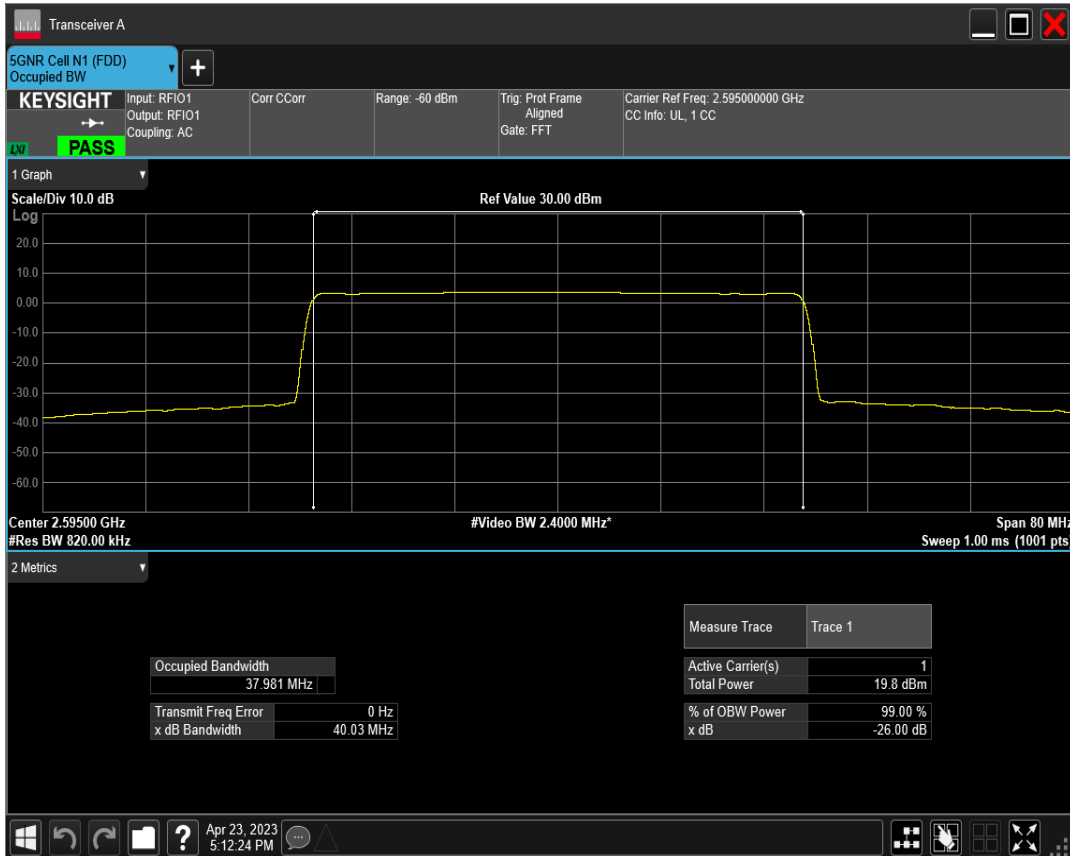 Transceiver A
5GNR Cell N1 (FDD)
Occupied BW
+
KEYSIGHT
LXI
PASS
Input: RFIO1
Output: RFIO1
Coupling: AC
Corr CCorr
Range: -60 dBm
Trig: Prot Frame
Aligned
Gate: FFT
Carrier Ref Freq: 2.595000000 GHz
CC Info: UL, 1 CC
1 Graph
Scale/Div 10.0 dB
Ref Value 30.00 dBm
Log
20.0
10.0
0.00
-10.0
-20.0
-30.0
-40.0
-50.0
-60.0
Center 2.59500 GHz
#Video BW 2.4000 MHz*
Span 80 MHz
#Res BW 820.00 kHz
Sweep 1.00 ms (1001 pts)
2 Metrics
Measure Trace Trace 1
Occupied Bandwidth
37.981 MHz
Active Carrier(s) 1
Total Power 19.8 dBm
Transmit Freq Error 0 Hz
x dB Bandwidth 40.03 MHz
% of OBW Power 99.00 %
x dB -26.00 dB
?
Apr 23, 2023
5:12:24 PM